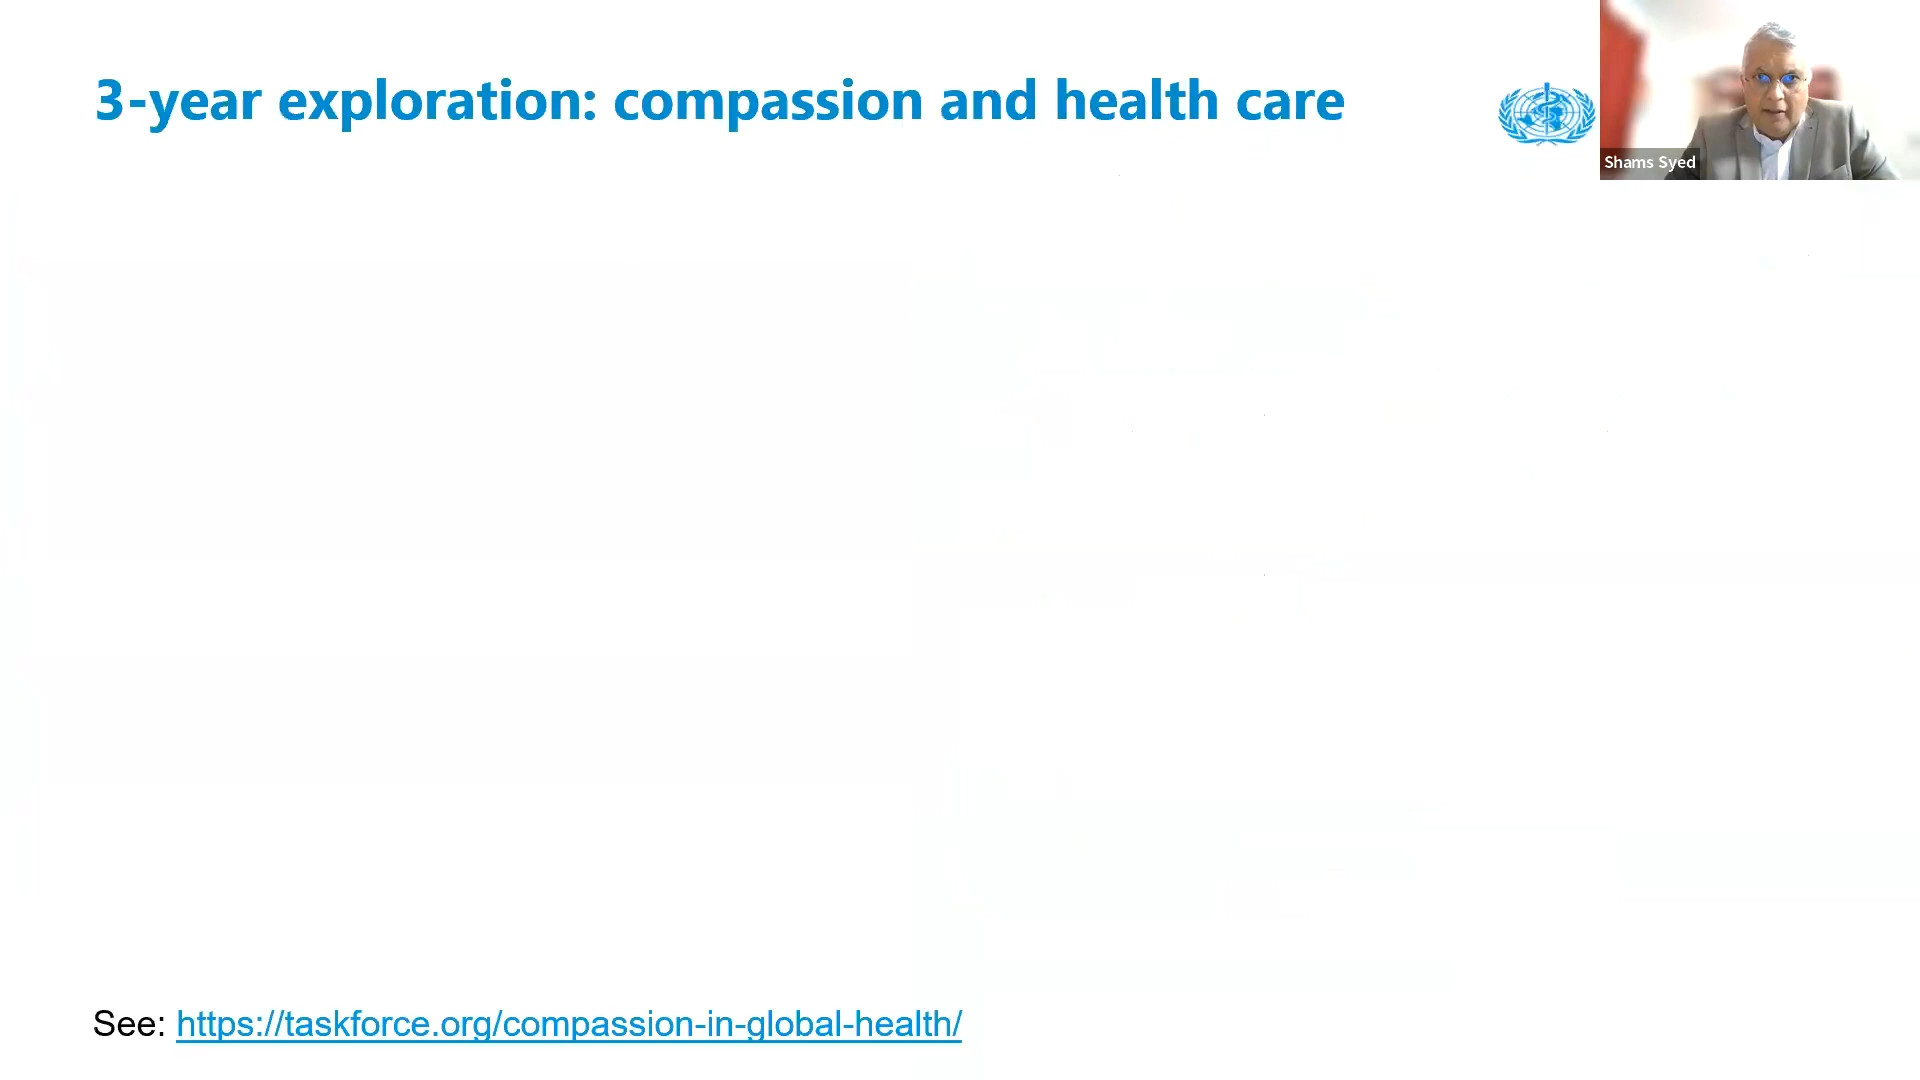 3-year exploration: compassion and health care
Shams Syed
See: https://taskforce.org/compassion-in-global-health/